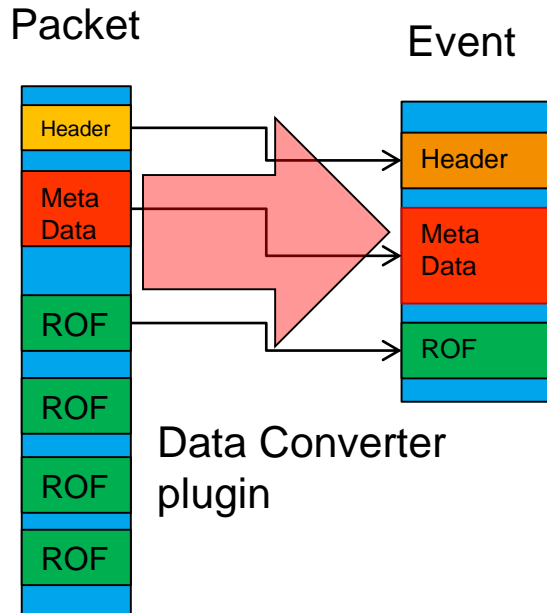 Packet
Header
Meta
Data
ROF
ROF
ROF
ROF
Data Converter
plugin
Event
Header
Meta
Data
ROF